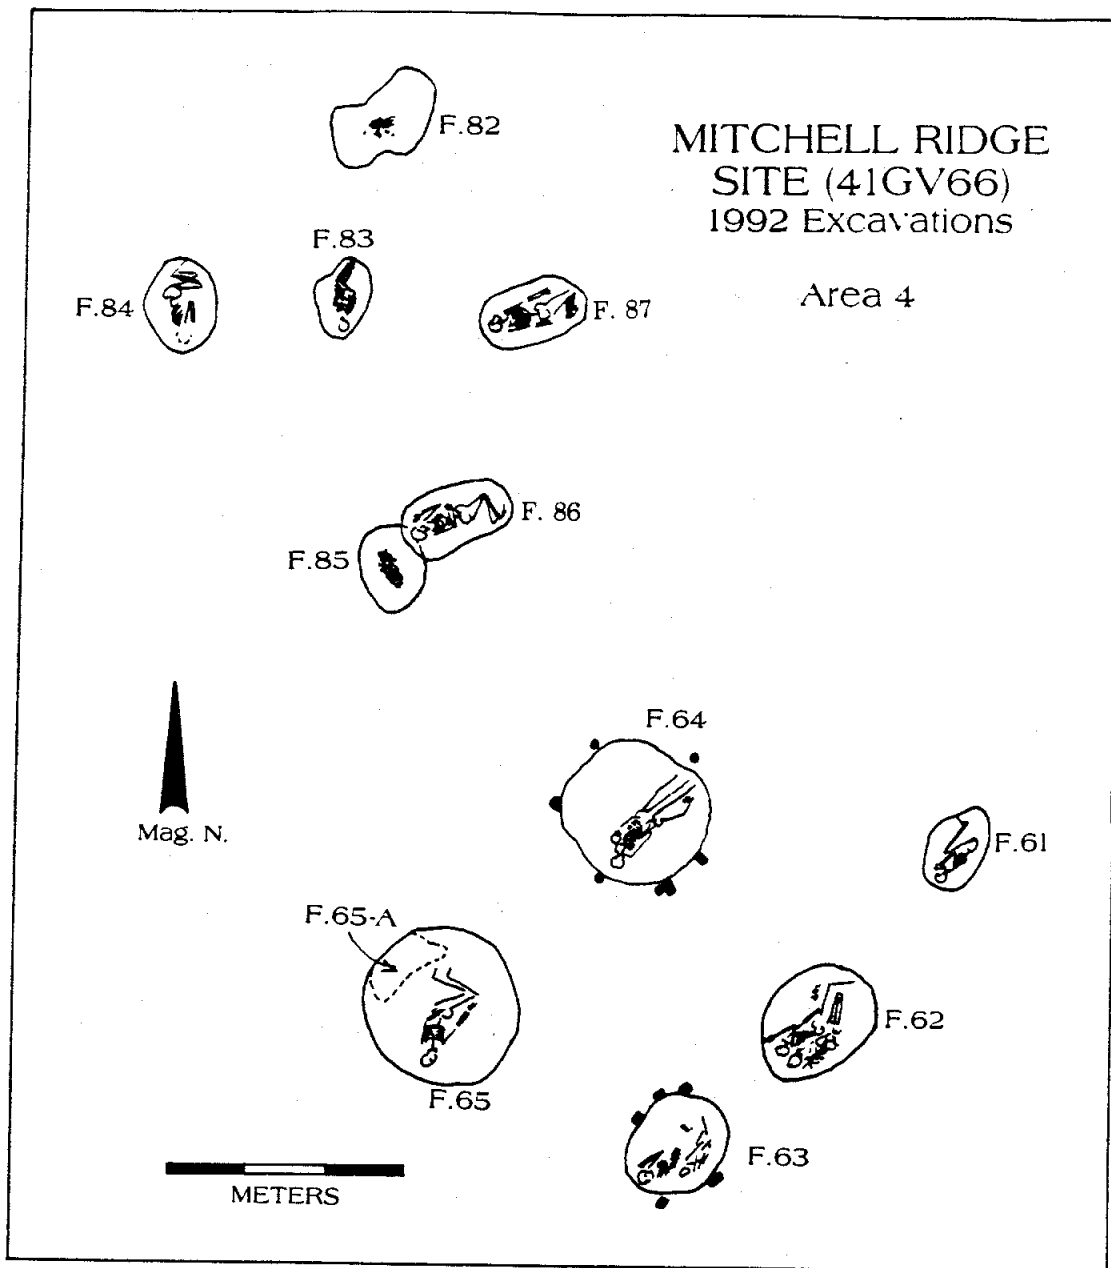 F.82
MITCHELL RIDGE
SITE (41GV66)
1992 Excavations
Area 4
F.83
F.84
F. 87
F. 86
F.85
F.64
Mag. N.
F.61
F.65-A
F.62
F.65
F.63
METERS